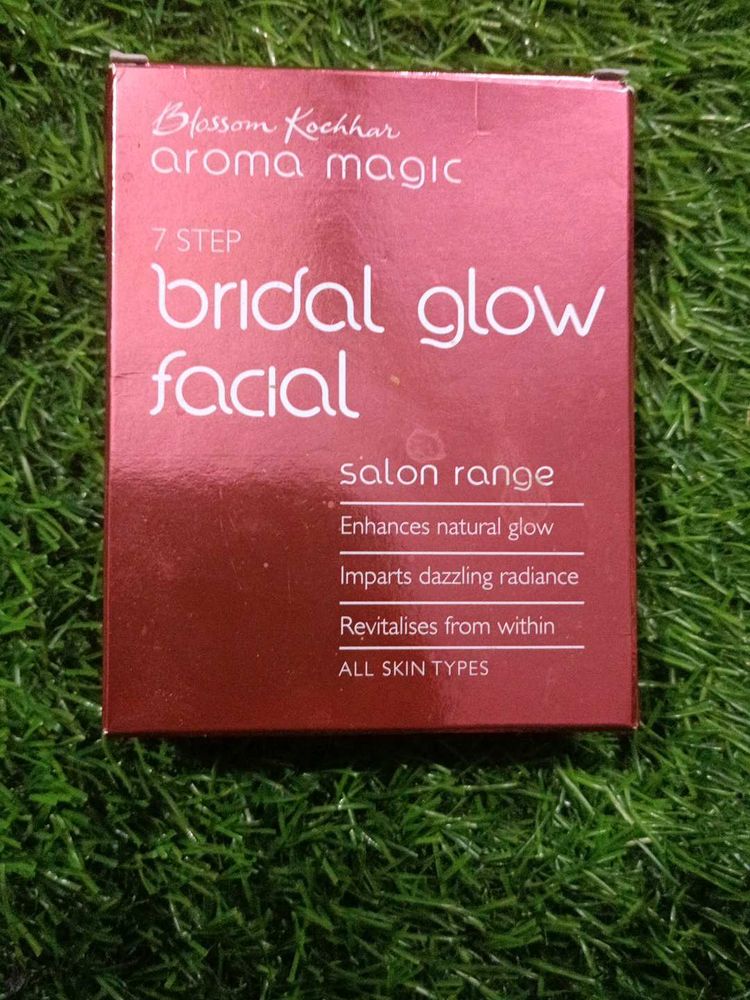 Blossom Kochhar
aroma magic
7 STEP
bridal glow
facial
salon range
Enhances natural glow
Imparts dazzling radiance
Revitalises from within
ALL SKIN TYPES